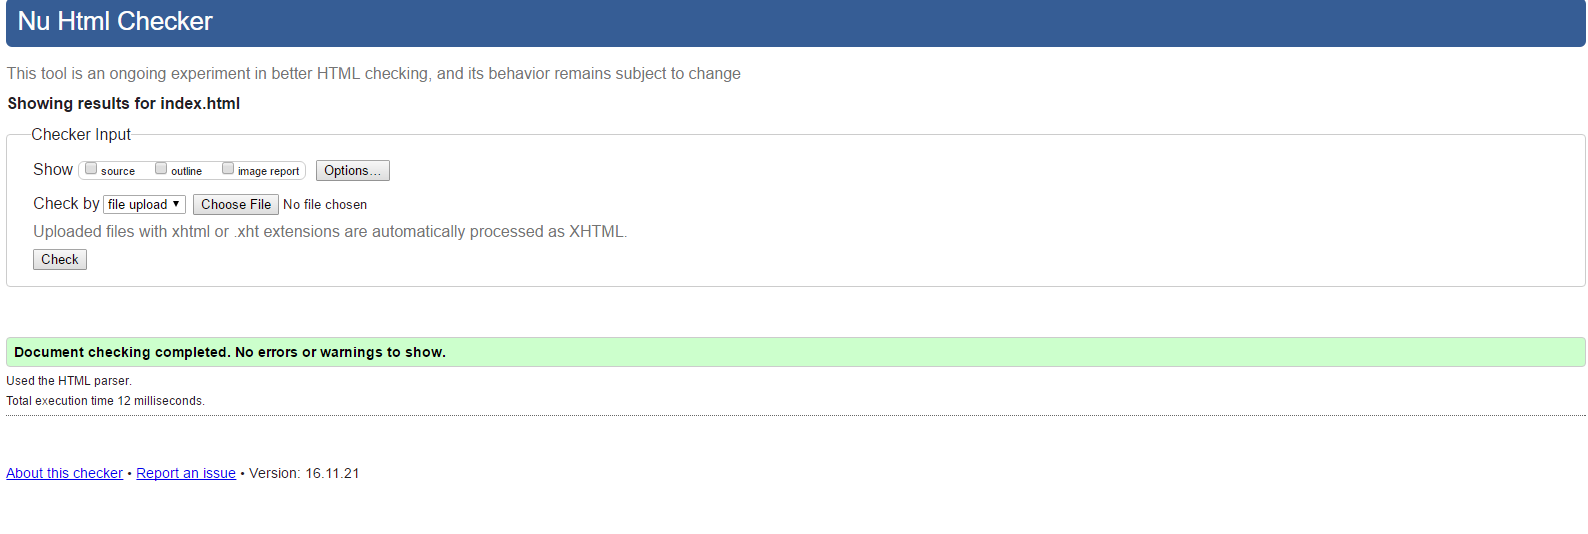 Nu Html Checker
This tool is an ongoing experiment in better HTML checking, and its behavior remains subject to change
Showing results for index.html
Checker Input
Show source outline image report Options...
Check by file upload Choose File No file chosen
Uploaded files with xhtml or .xht extensions are automatically processed as XHTML.
Check
Document checking completed. No errors or warnings to show.
Used the HTML parser.
Total execution time 12 milliseconds.
About this checker • Report an issue • Version: 16.11.21